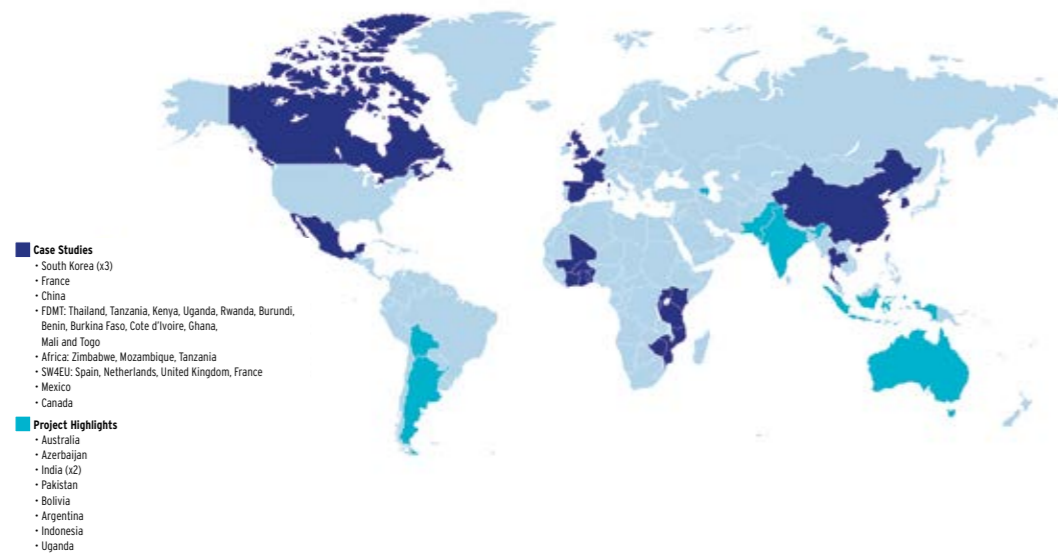 Case Studies
• South Korea (x3)
• France
• China
• FDMT: Thailand, Tanzania, Kenya, Uganda, Rwanda, Burundi,
Benin, Burkina Faso, Cote d'Ivoire, Ghana,
Mali and Togo
• Africa: Zimbabwe, Mozambique, Tanzania
• SW4EU: Spain, Netherlands, United Kingdom, France
• Mexico
• Canada
Project Highlights
• Australia
• Azerbaijan
• India (x2)
• Pakistan
• Bolivia
• Argentina
• Indonesia
• Uganda